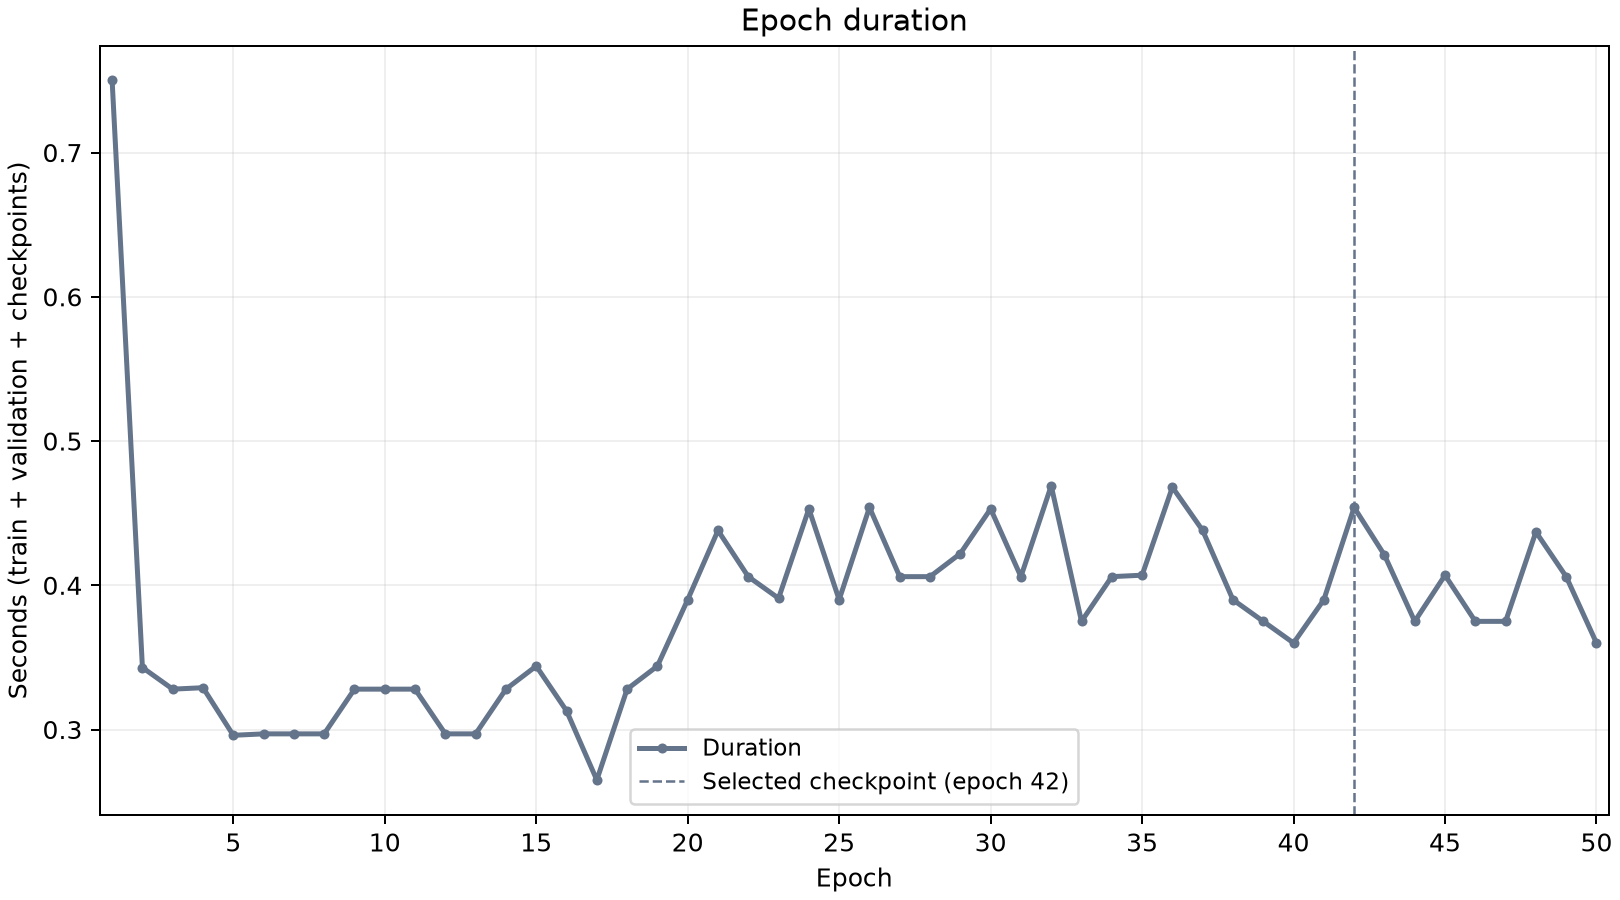 Epoch duration
Seconds (train + validation + checkpoints)
0.7
0.6
0.5
0.4
0.3
Duration
Selected checkpoint (epoch 42)
5 10 15 20 25 30 35 40 45 50
Epoch